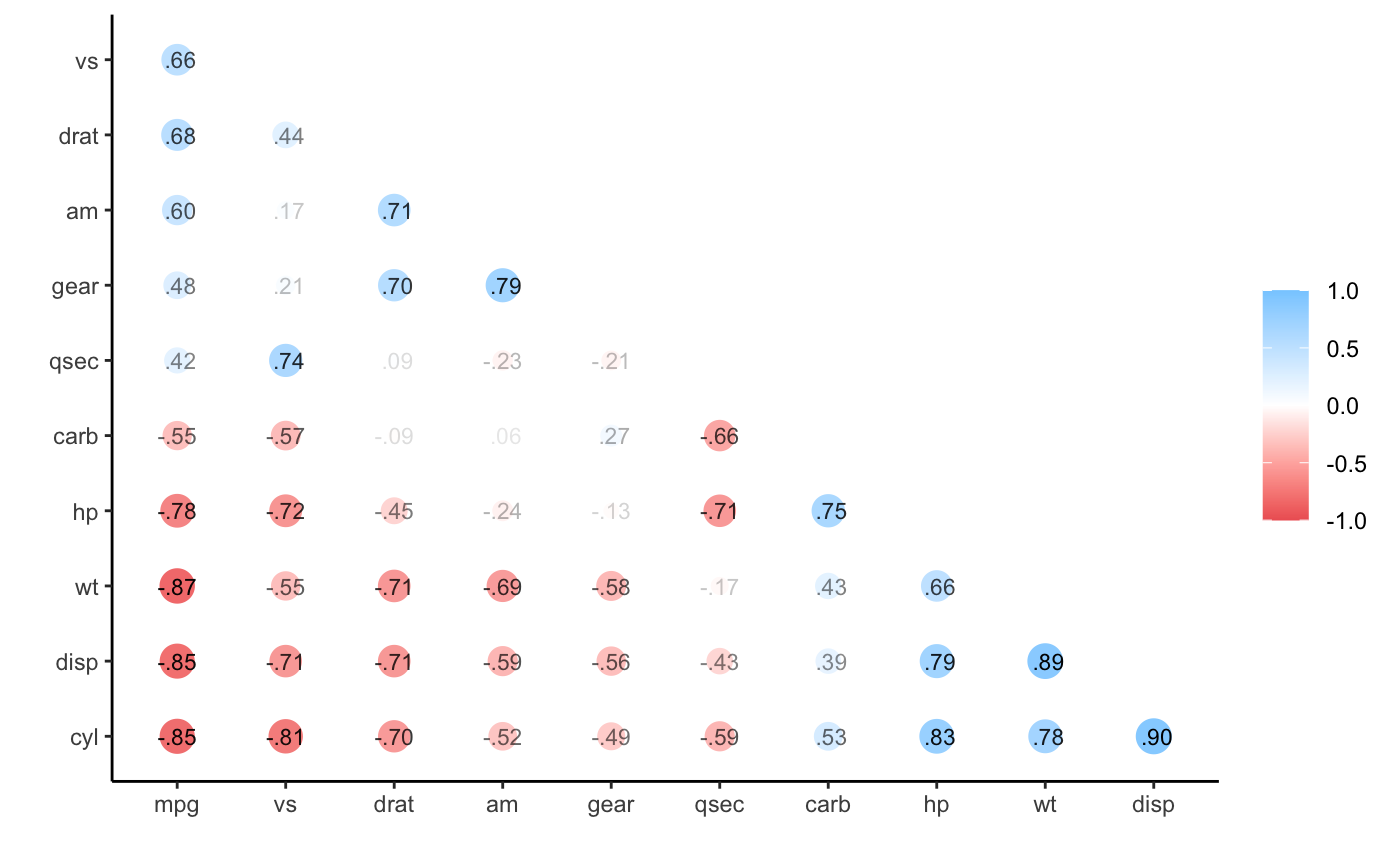 vs .66
drat .68 .44
am .60 .17 .71
gear .48 .21 .70 .79
qsec .42 .74 .09 -.23 -.21
carb -.55 -.57 -.09 .06 .27 -.66
hp -.78 -.72 -.45 -.24 -.13 -.71 .75
wt -.87 -.55 -.71 -.69 -.58 -.17 .43 .66
disp -.85 -.71 -.71 -.59 -.56 -.43 .39 .79 .89
cyl -.85 -.81 -.70 -.52 -.49 -.59 .53 .83 .78 .90
mpg vs drat am gear qsec carb hp wt disp
1.0
0.5
0.0
-0.5
-1.0